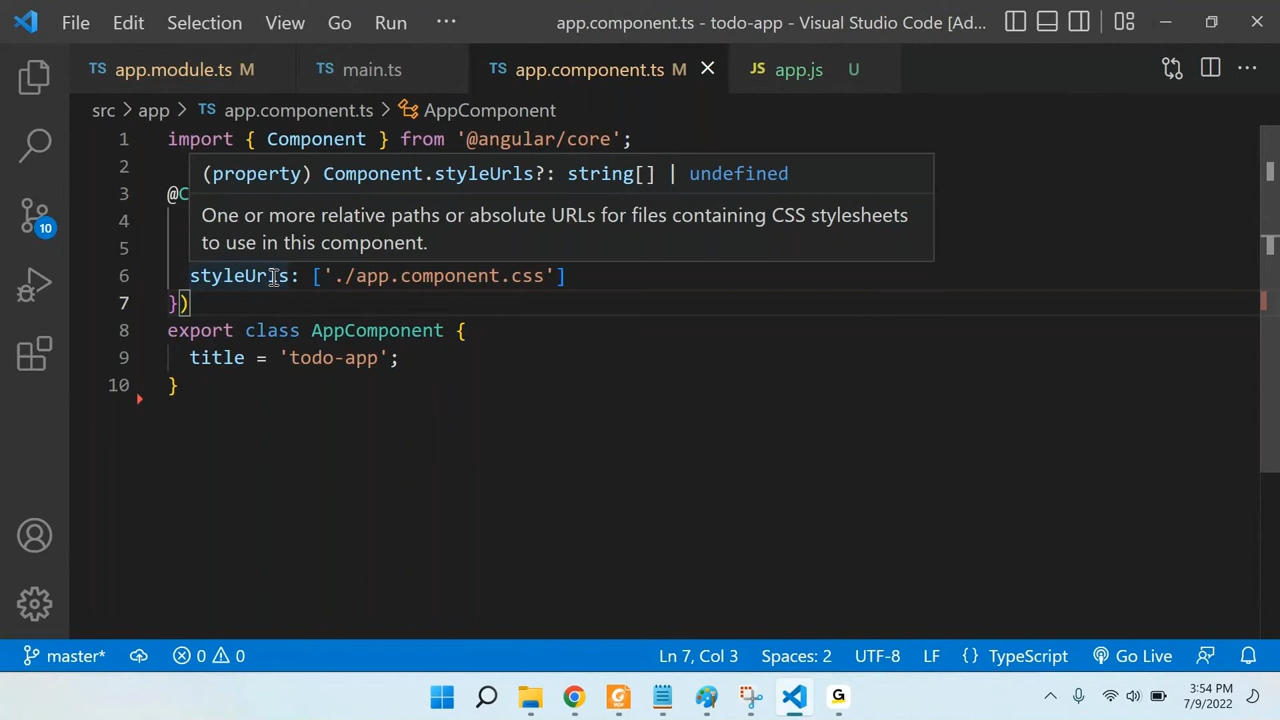 File Edit Selection View Go Run ··· app.component.ts - todo-app - Visual Studio Code [Ad...
TS app.module.ts M TS main.ts TS app.component.ts M JS app.js U ···
src > app > TS app.component.ts > AppComponent
1 import { Component } from '@angular/core';
2 (property) Component.styleUrls?: string[] | undefined
3 @C
4 One or more relative paths or absolute URLs for files containing CSS stylesheets
5 to use in this component.
6 styleUrls: ['./app.component.css']
7 })
8 export class AppComponent {
9 title = 'todo-app';
10 }
10
master* 0 0 Ln 7, Col 3 Spaces: 2 UTF-8 LF {} TypeScript Go Live
3:54 PM
7/9/2022